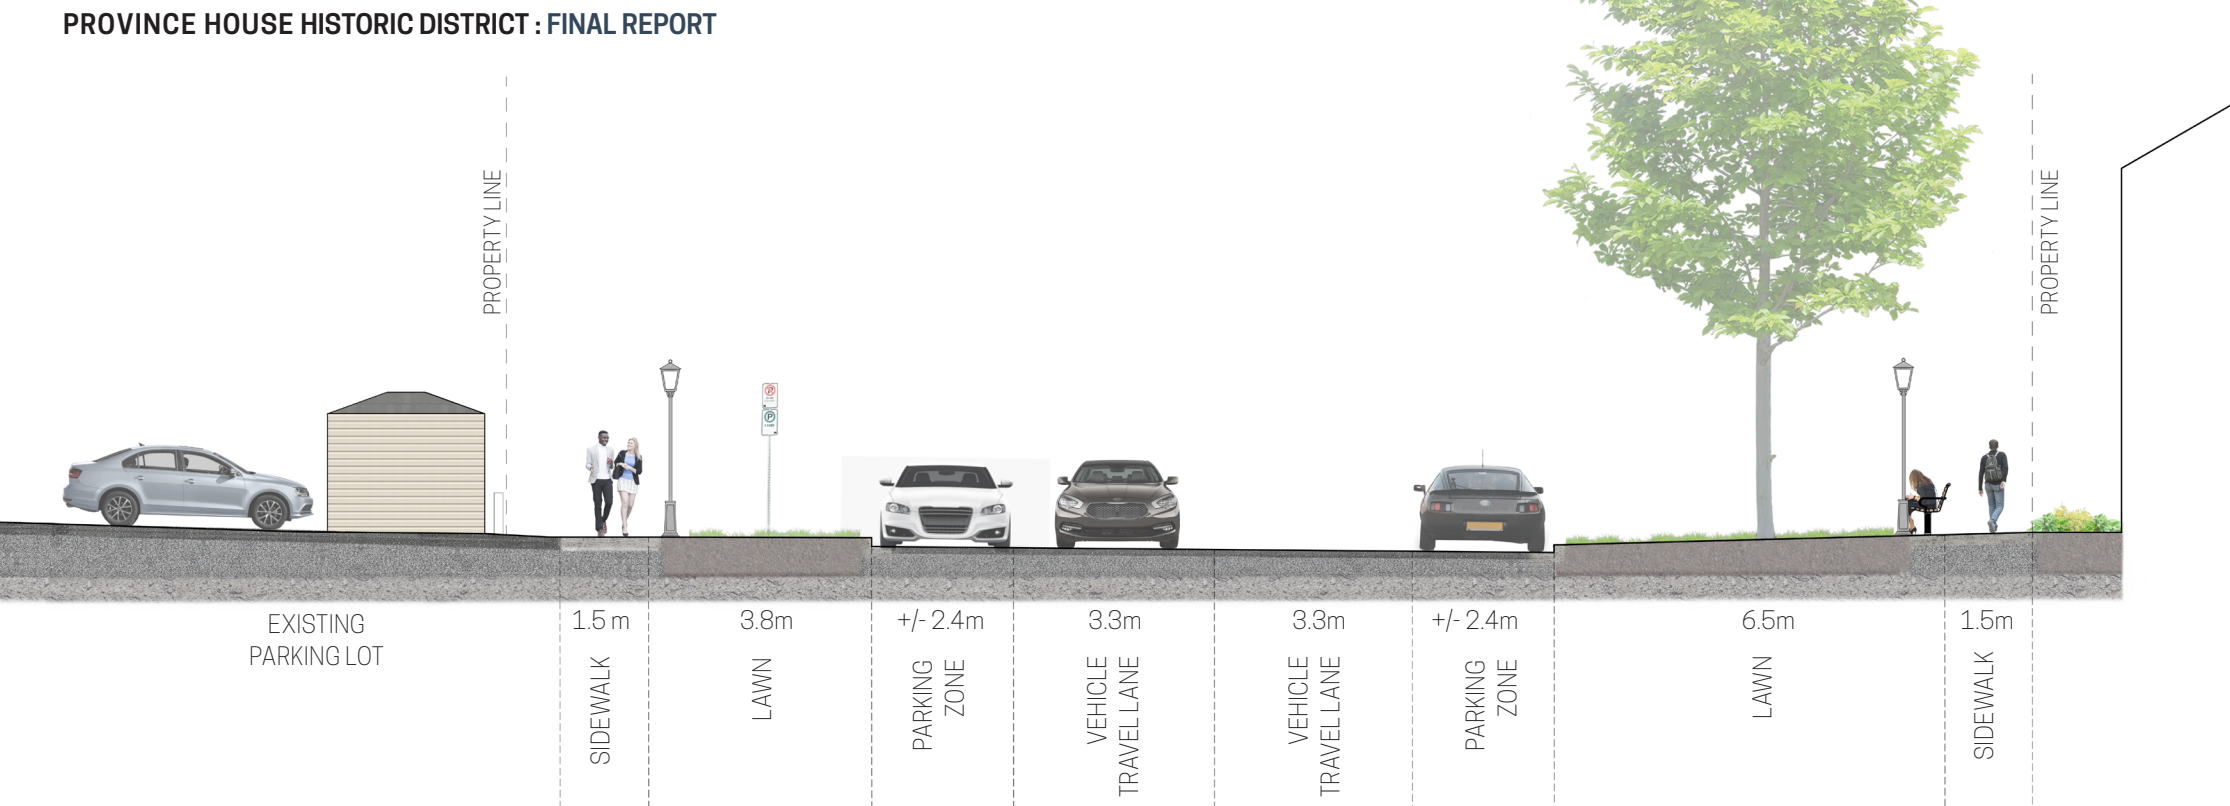 PROVINCE HOUSE HISTORIC DISTRICT : FINAL REPORT
PROPERTY LINE
PROPERTY LINE
EXISTING
PARKING LOT
1.5 m
SIDEWALK
3.8m
LAWN
+/- 2.4m
PARKING
ZONE
3.3m
VEHICLE
TRAVEL LANE
3.3m
VEHICLE
TRAVEL LANE
+/- 2.4m
PARKING
ZONE
6.5m
LAWN
1.5m
SIDEWALK